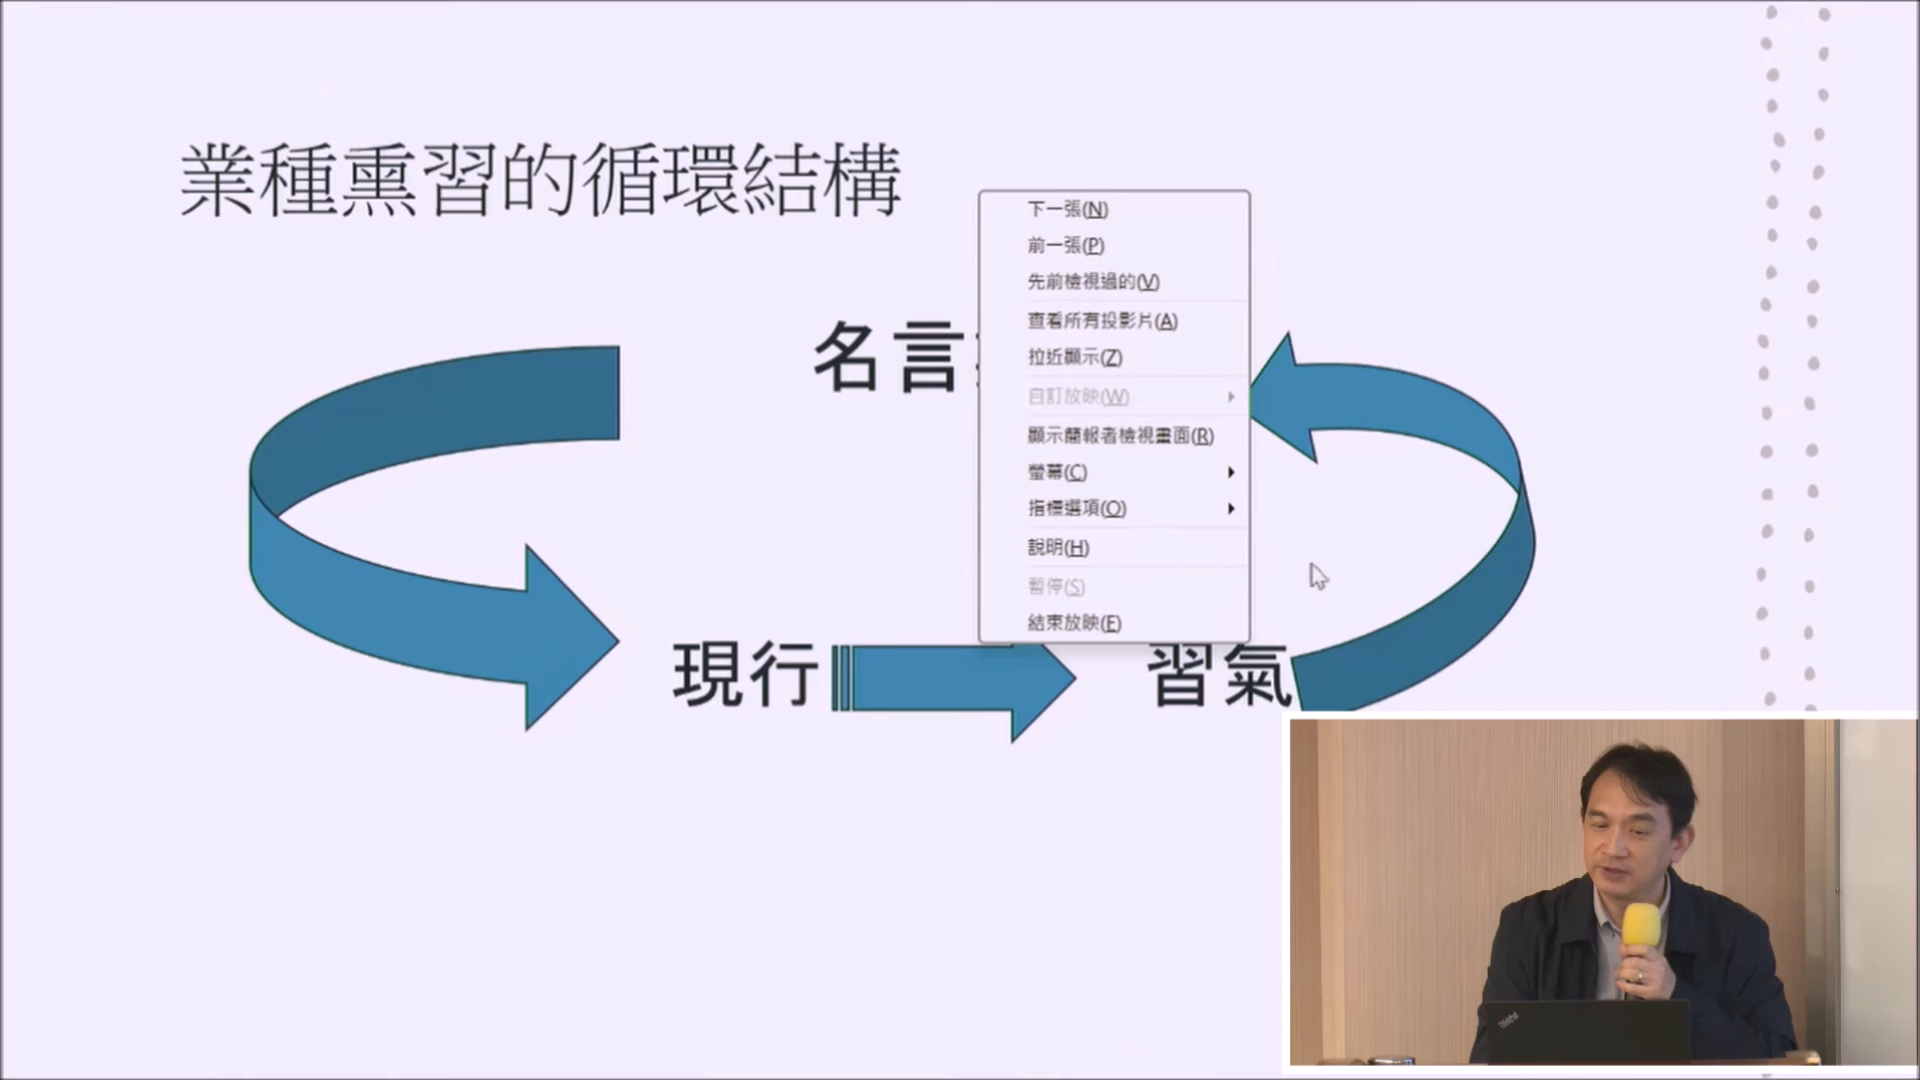 業種熏習的循環結構
名言
下一張(N)
前一張(P)
先前檢視過的(V)
查看所有投影片(A)
拉近顯示(Z)
自訂放映(W)
顯示簡報者檢視畫面(R)
螢幕(C)
指標選項(O)
說明(H)
暫停(S)
結束放映(E)
現行
習氣
ThinkPad